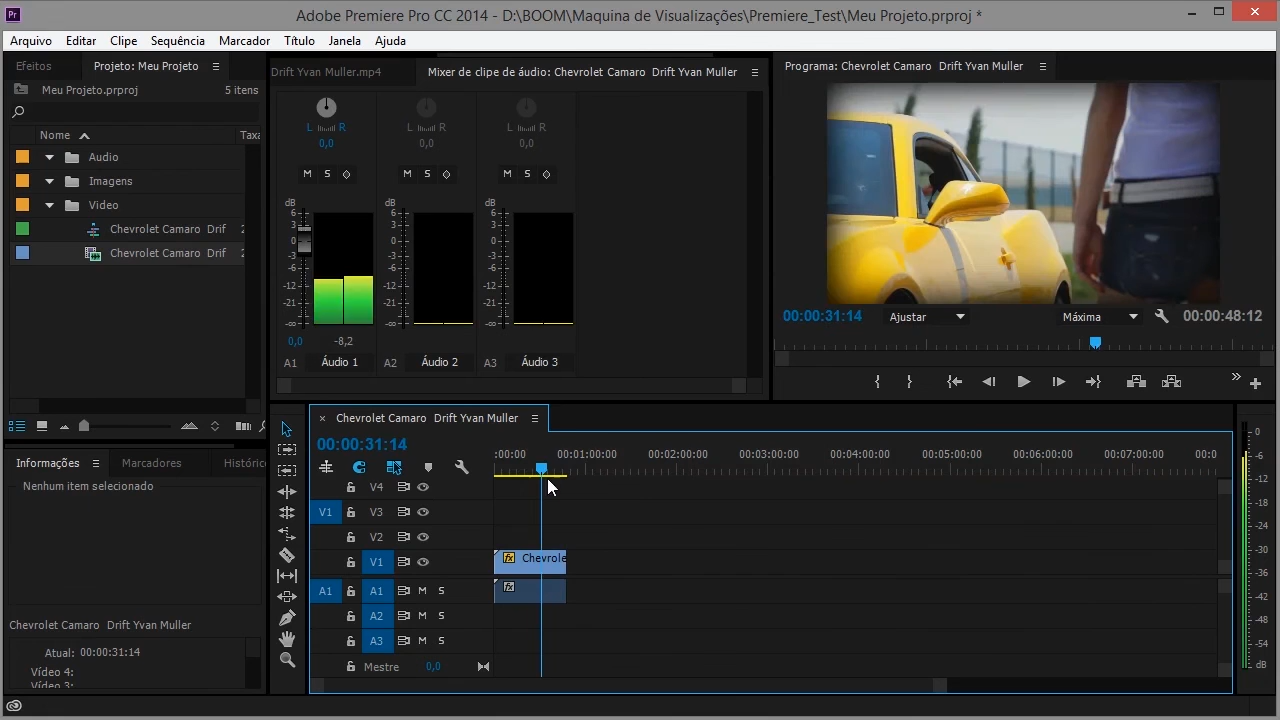 Adobe Premiere Pro CC 2014 - D:\BOOM\Maquina de Visualizações\Premiere_Test\Meu Projeto.prproj *
Arquivo Editar Clipe Sequência Marcador Título Janela Ajuda
Efeitos Projeto: Meu Projeto
Meu Projeto.prproj 5 itens
Nome Taxa
Audio
Imagens
Video
Chevrolet Camaro Drif 2
Chevrolet Camaro Drif 2
Informações Marcadores Históric
Nenhum item selecionado
Chevrolet Camaro Drift Yvan Muller
Atual: 00:00:31:14
Vídeo 4:
Vídeo 3:
Drift Yvan Muller.mp4 Mixer de clipe de áudio: Chevrolet Camaro Drift Yvan Muller
L R L R L R
0,0 0,0 0,0
M S M S M S
dB dB dB
6 6 6
3 3 3
0 0 0
-3 -3 -3
-6 -6 -6
-12 -12 -12
-21 -21 -21
-∞ -∞ -∞
0,0 -8,2
A1 Áudio 1 A2 Áudio 2 A3 Áudio 3
Programa: Chevrolet Camaro Drift Yvan Muller
00:00:31:14 Ajustar Máxima 00:00:48:12
Chevrolet Camaro Drift Yvan Muller
00:00:31:14
:00:00 00:01:00:00 00:02:00:00 00:03:00:00 00:04:00:00 00:05:00:00 00:06:00:00 00:07:00:00 00:0
V4
V1 V3
V2
V1 fx Chevrole
A1 A1 M S fx
A2 M S
A3 M S
Mestre 0,0
0
-6
-12
-18
-24
-30
-36
-42
-48
-54
dB